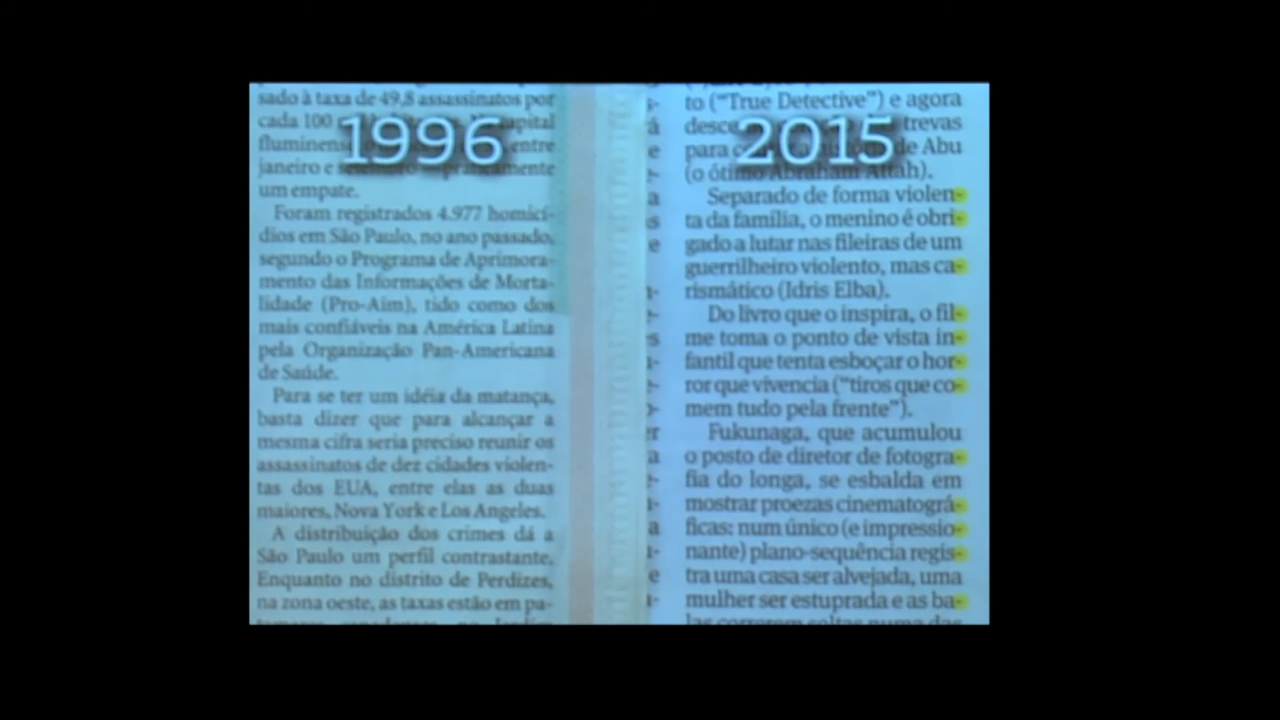 1996
sado à taxa de 49,8 assassinatos por
cada 100
fluminense entre
janeiro e praticamente
um empate.
Foram registrados 4.977 homicí-
dios em São Paulo, no ano passado,
segundo o Programa de Aprimora-
mento das Informações de Morta-
lidade (Pro-Aim), tido como dos
mais confiáveis na América Latina
pela Organização Pan-Americana
de Saúde.
Para se ter um idéia da matança,
basta dizer que para alcançar a
mesma cifra seria preciso reunir os
assassinatos de dez cidades violen-
tas dos EUA, entre elas as duas
maiores, Nova York e Los Angeles.
A distribuição dos crimes dá a
São Paulo um perfil contrastante.
Enquanto no distrito de Perdizes,
na zona oeste, as taxas estão em pa-
2015
to ("True Detective") e agora
trevas
para de Abu
(o ótimo Abraham Attah).
Separado de forma violen-
ta da família, o menino é obri-
gado a lutar nas fileiras de um
guerrilheiro violento, mas ca-
rismático (Idris Elba).
Do livro que o inspira, o fil-
me toma o ponto de vista in-
fantil que tenta esboçar o hor-
ror que vivencia ("tiros que co-
mem tudo pela frente").
Fukunaga, que acumulou
o posto de diretor de fotogra-
fia do longa, se esbalda em
mostrar proezas cinematográ-
ficas: num único (e impressio-
nante) plano-sequência regis-
tra uma casa ser alvejada, uma
mulher ser estuprada e as ba-
las correrem soltas numa das